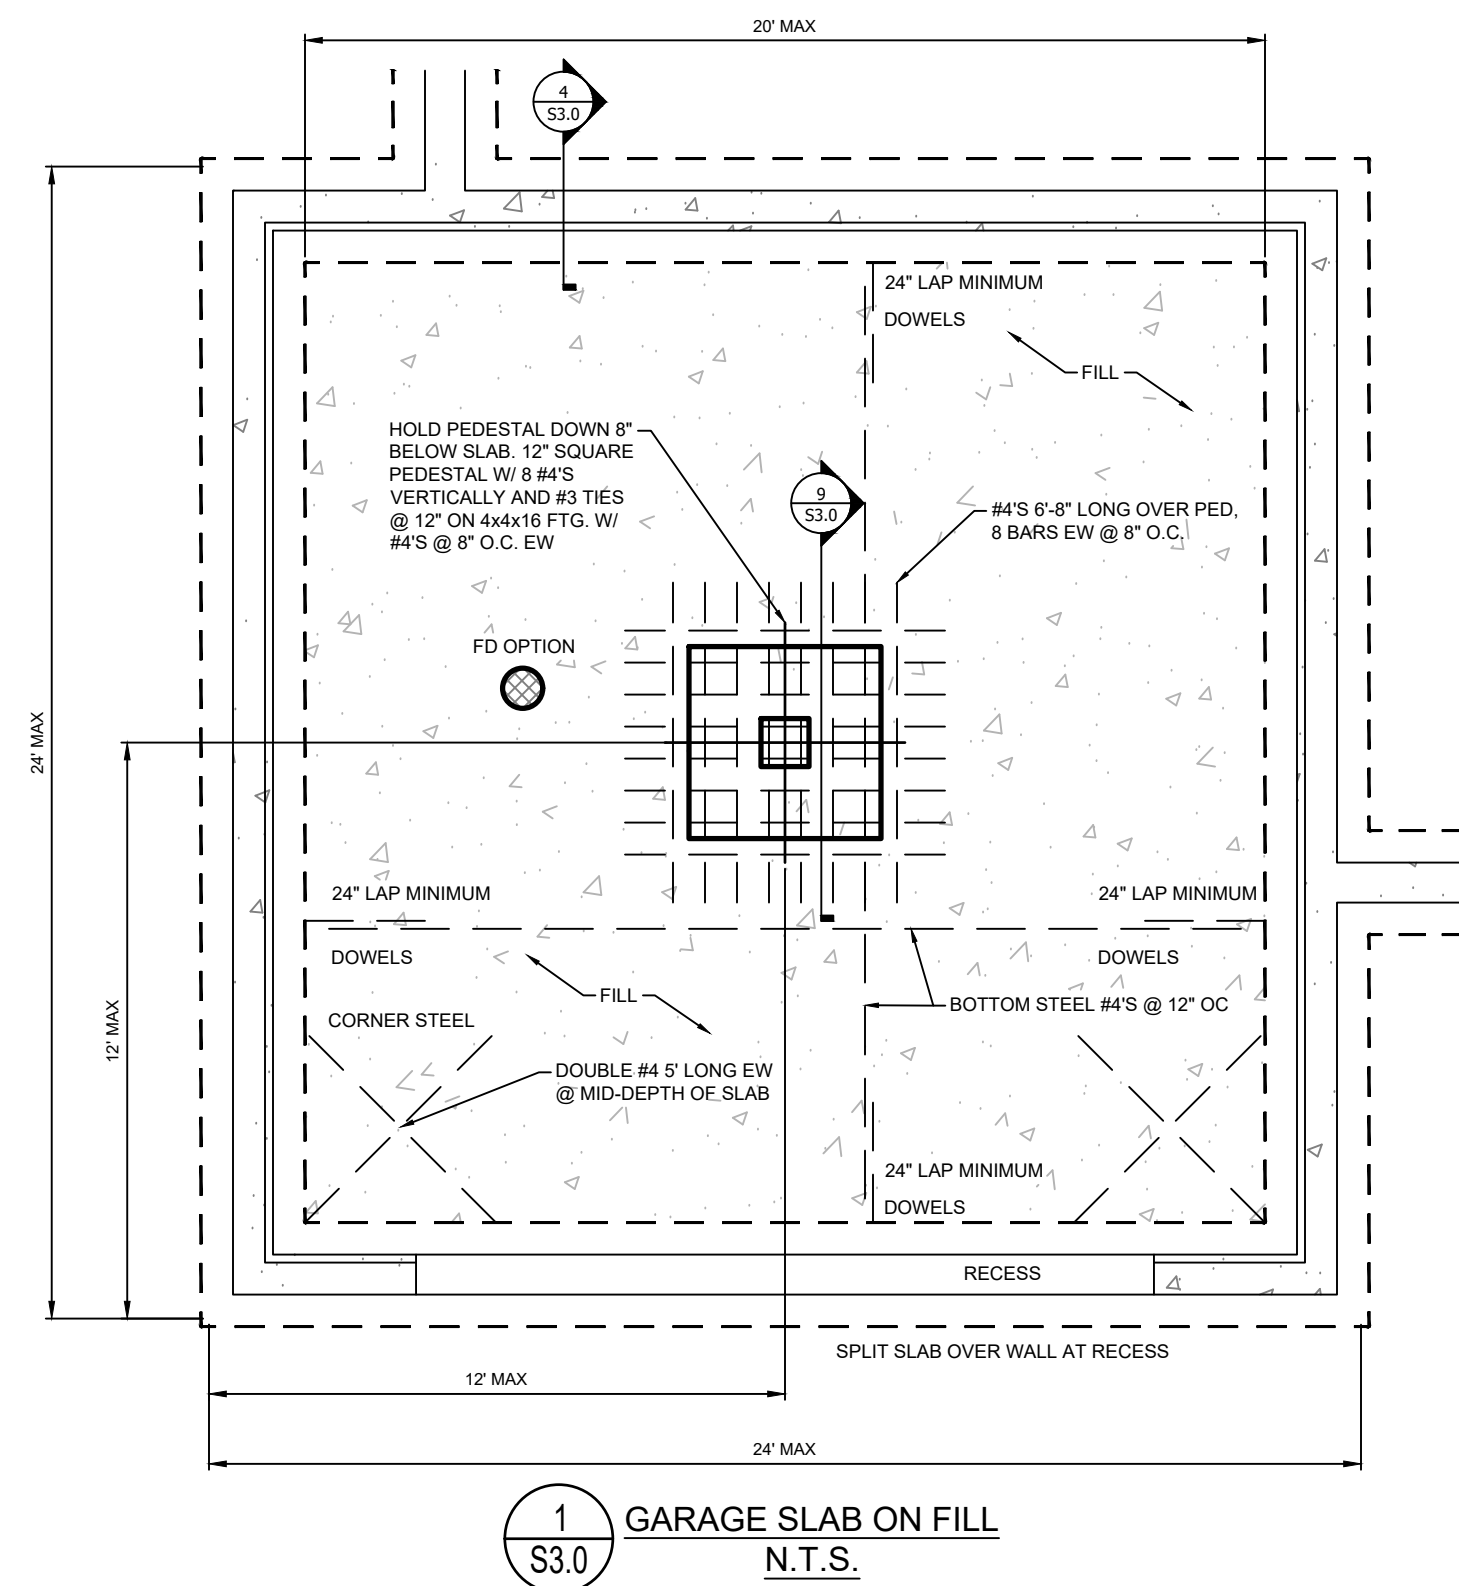 20' MAX
4
S3.0
24" LAP MINIMUM
DOWELS
FILL
HOLD PEDESTAL DOWN 8"
BELOW SLAB. 12" SQUARE
PEDESTAL W/ 8 #4'S
VERTICALLY AND #3 TIES
@ 12" ON 4x4x16 FTG. W/
#4'S @ 8" O.C. EW
9
S3.0
#4'S 6'-8" LONG OVER PED,
8 BARS EW @ 8" O.C.
FD OPTION
24' MAX
24" LAP MINIMUM
24" LAP MINIMUM
DOWELS
DOWELS
FILL
BOTTOM STEEL #4'S @ 12" OC
CORNER STEEL
12' MAX
DOUBLE #4 5' LONG EW
@ MID-DEPTH OF SLAB
24" LAP MINIMUM
DOWELS
RECESS
SPLIT SLAB OVER WALL AT RECESS
12' MAX
24' MAX
1
S3.0
GARAGE SLAB ON FILL
N.T.S.